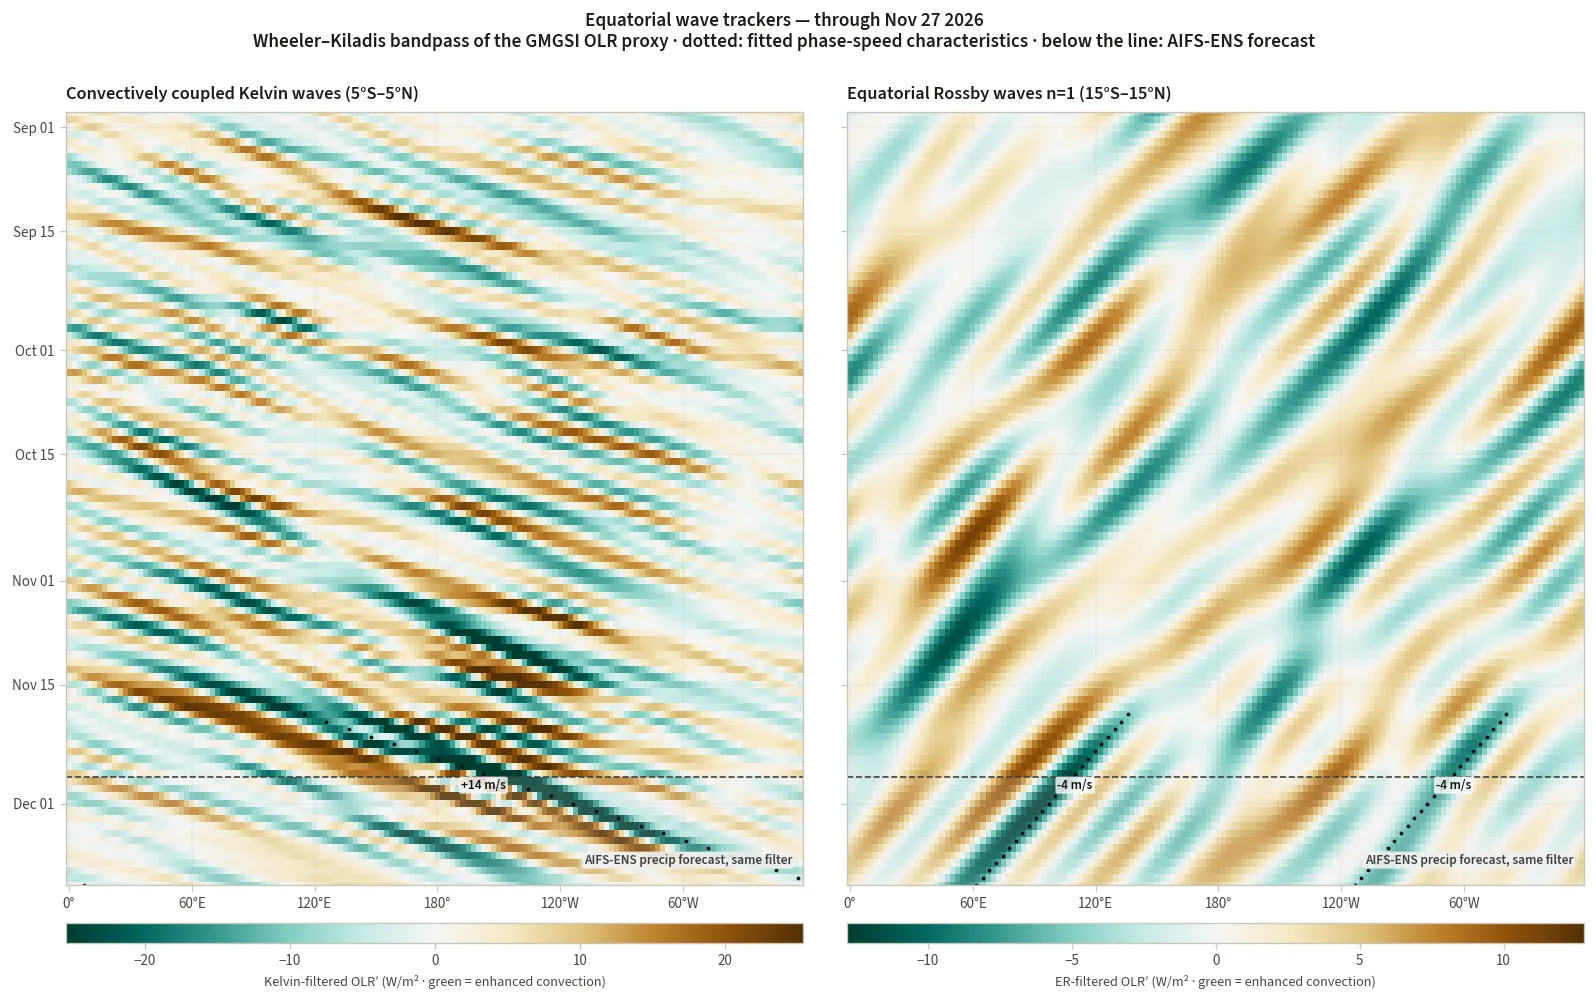 Equatorial wave trackers — through Nov 27 2026
Wheeler–Kiladis bandpass of the GMGSI OLR proxy · dotted: fitted phase-speed characteristics · below the line: AIFS-ENS forecast
Convectively coupled Kelvin waves (5°S–5°N)
Equatorial Rossby waves n=1 (15°S–15°N)
Sep 01
Sep 15
Oct 01
Oct 15
Nov 01
Nov 15
Dec 01
+14 m/s
-4 m/s
-4 m/s
AIFS-ENS precip forecast, same filter
AIFS-ENS precip forecast, same filter
0° 60°E 120°E 180° 120°W 60°W
0° 60°E 120°E 180° 120°W 60°W
−20 −10 0 10 20
−10 −5 0 5 10
Kelvin-filtered OLR′ (W/m² · green = enhanced convection)
ER-filtered OLR′ (W/m² · green = enhanced convection)